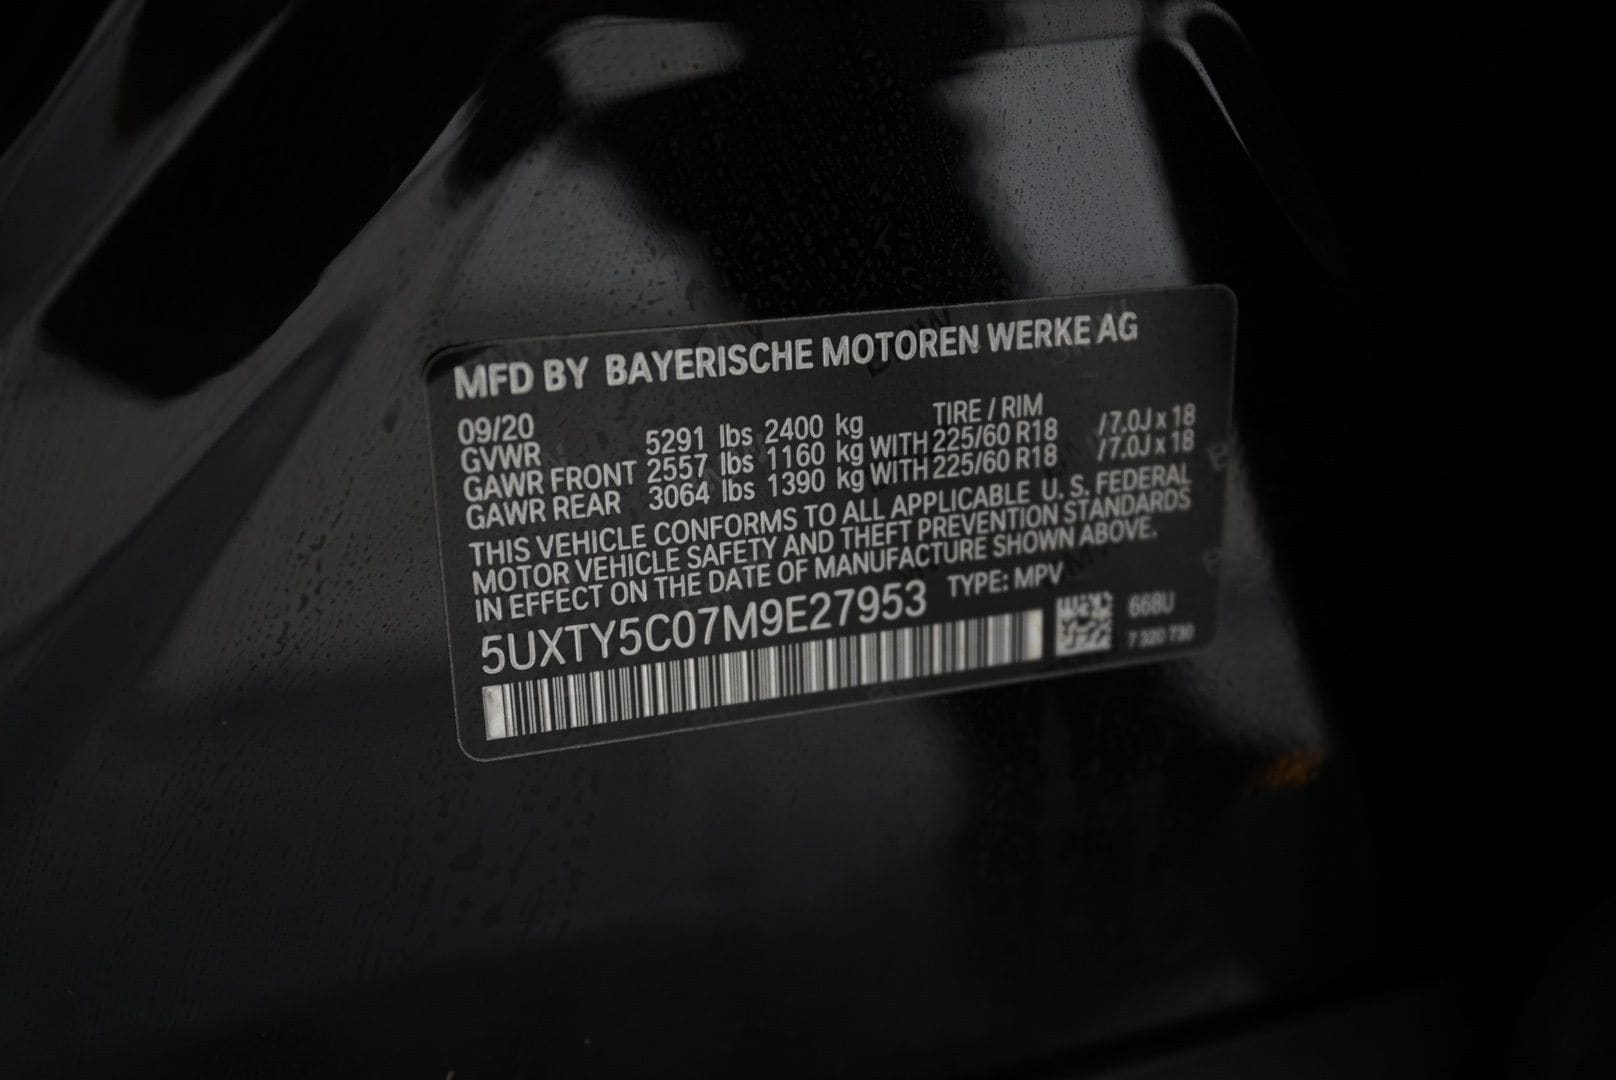 MFD BY BAYERISCHE MOTOREN WERKE AG
09/20 TIRE / RIM
GVWR 5291 lbs 2400 kg
GAWR FRONT 2557 lbs 1160 kg WITH 225/60 R18 /7.0J x 18
GAWR REAR 3064 lbs 1390 kg WITH 225/60 R18 /7.0J x 18
THIS VEHICLE CONFORMS TO ALL APPLICABLE U. S. FEDERAL
MOTOR VEHICLE SAFETY AND THEFT PREVENTION STANDARDS
IN EFFECT ON THE DATE OF MANUFACTURE SHOWN ABOVE.
5UXTY5C07M9E27953 TYPE: MPV
668U
7 320 730